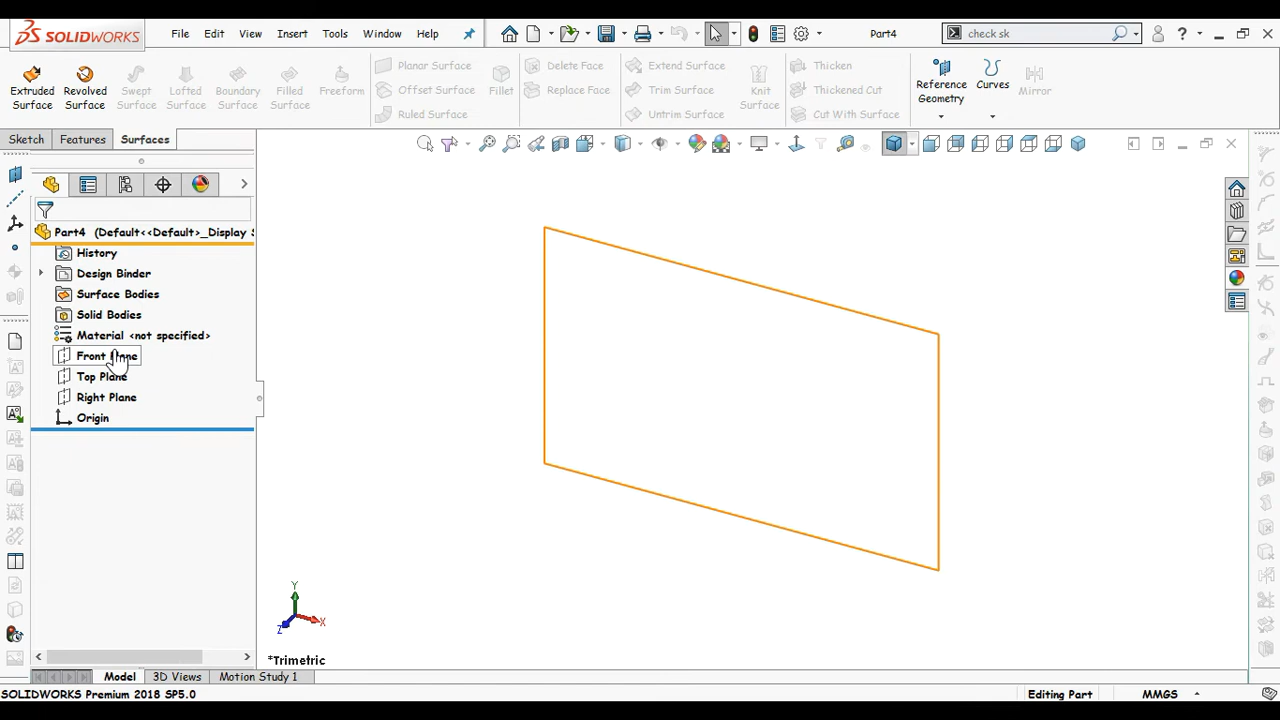 SOLIDWORKS File Edit View Insert Tools Window Help Part4 check sk ?
Extruded Surface
Revolved Surface
Swept Surface
Lofted Surface
Boundary Surface
Filled Surface
Freeform
Planar Surface
Offset Surface
Ruled Surface
Fillet
Delete Face
Replace Face
Extend Surface
Trim Surface
Untrim Surface
Knit Surface
Thicken
Thickened Cut
Cut With Surface
Reference Geometry
Curves
Mirror
Sketch Features Surfaces
Part4 (Default<<Default>_Display S
History
Design Binder
Surface Bodies
Solid Bodies
Material <not specified>
Front Plane
Top Plane
Right Plane
Origin
Y
X
Z
*Trimetric
Model 3D Views Motion Study 1
SOLIDWORKS Premium 2018 SP5.0 Editing Part MMGS